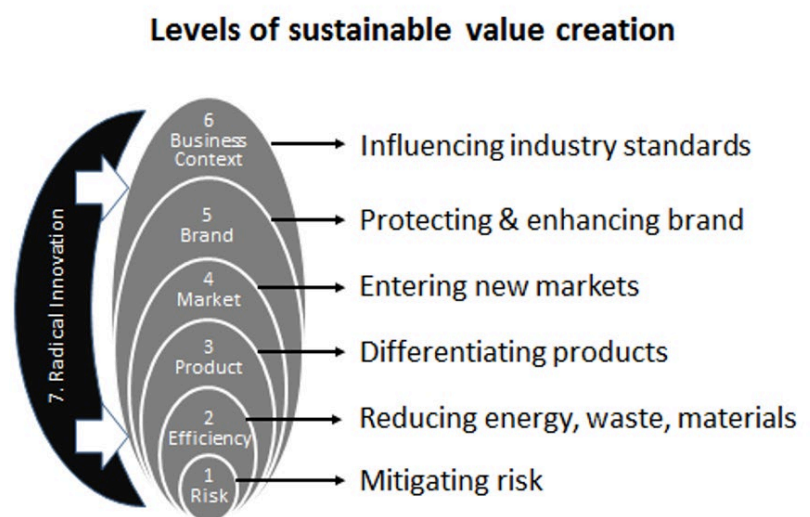 Levels of sustainable value creation
7. Radical Innovation
6
Business
Context
Influencing industry standards
5
Brand
Protecting & enhancing brand
4
Market
Entering new markets
3
Product
Differentiating products
2
Efficiency
Reducing energy, waste, materials
1
Risk
Mitigating risk